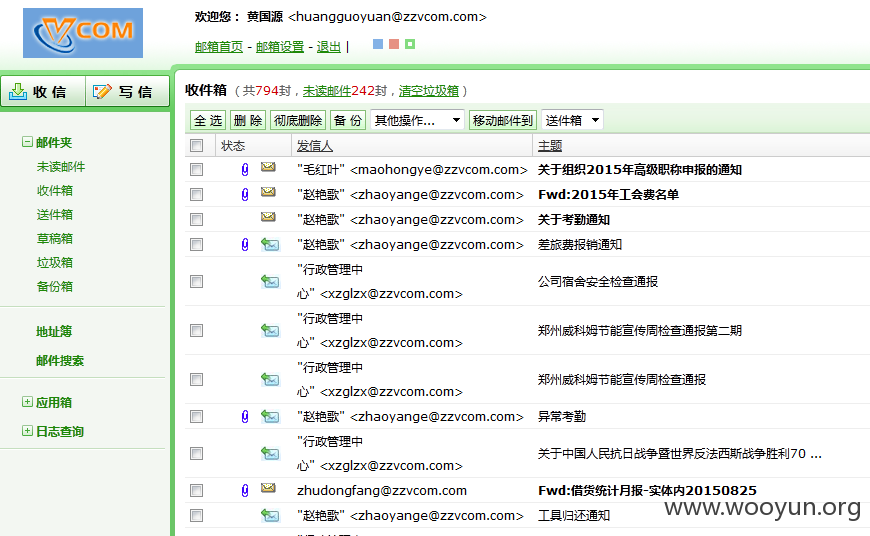 VCOM
欢迎您： 黄国源 <huangguoyuan@zzvcom.com>
邮箱首页 - 邮箱设置 - 退出 |
收 信 写 信
收件箱 ( 共794封 , 未读邮件242封 , 清空垃圾箱 )
全 选 删 除 彻底删除 备 份 其他操作... 移动邮件到 送件箱
邮件夹
未读邮件
收件箱
送件箱
草稿箱
垃圾箱
备份箱
地址簿
邮件搜索
应用箱
日志查询
状态 发信人 主题
"毛红叶" <maohongye@zzvcom.com> 关于组织2015年高级职称申报的通知
"赵艳歌" <zhaoyange@zzvcom.com> Fwd:2015年工会费名单
"赵艳歌" <zhaoyange@zzvcom.com> 关于考勤通知
"赵艳歌" <zhaoyange@zzvcom.com> 差旅费报销通知
"行政管理中
心" <xzglzx@zzvcom.com> 公司宿舍安全检查通报
"行政管理中
心" <xzglzx@zzvcom.com> 郑州威科姆节能宣传周检查通报第二期
"行政管理中
心" <xzglzx@zzvcom.com> 郑州威科姆节能宣传周检查通报
"赵艳歌" <zhaoyange@zzvcom.com> 异常考勤
"行政管理中
心" <xzglzx@zzvcom.com> 关于中国人民抗日战争暨世界反法西斯战争胜利70 ...
zhudongfang@zzvcom.com Fwd:借货统计月报-实体内20150825
"赵艳歌" <zhaoyange@zzvcom.com> 工具归还通知
www.wooyun.org